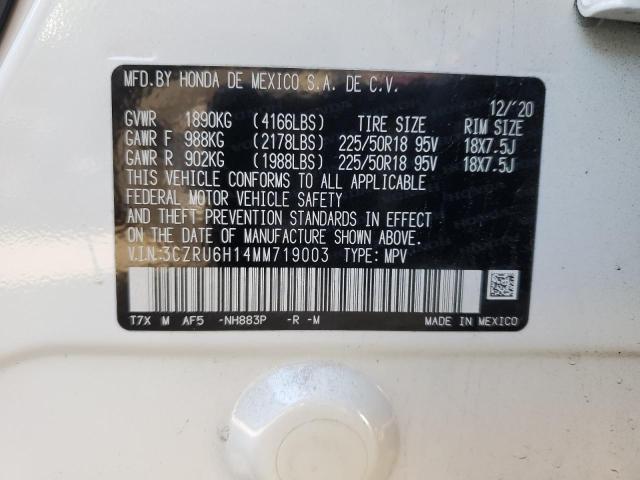 MFD. BY HONDA DE MEXICO S.A. DE C.V.
12/'20
GVWR 1890KG (4166LBS) TIRE SIZE RIM SIZE
GAWR F 988KG (2178LBS) 225/50R18 95V 18X7.5J
GAWR R 902KG (1988LBS) 225/50R18 95V 18X7.5J
THIS VEHICLE CONFORMS TO ALL APPLICABLE
FEDERAL MOTOR VEHICLE SAFETY
AND THEFT PREVENTION STANDARDS IN EFFECT
ON THE DATE OF MANUFACTURE SHOWN ABOVE.
V.I.N:3CZRU6H14MM719003 TYPE: MPV
T7X M AF5 -NH883P -R -M MADE IN MEXICO